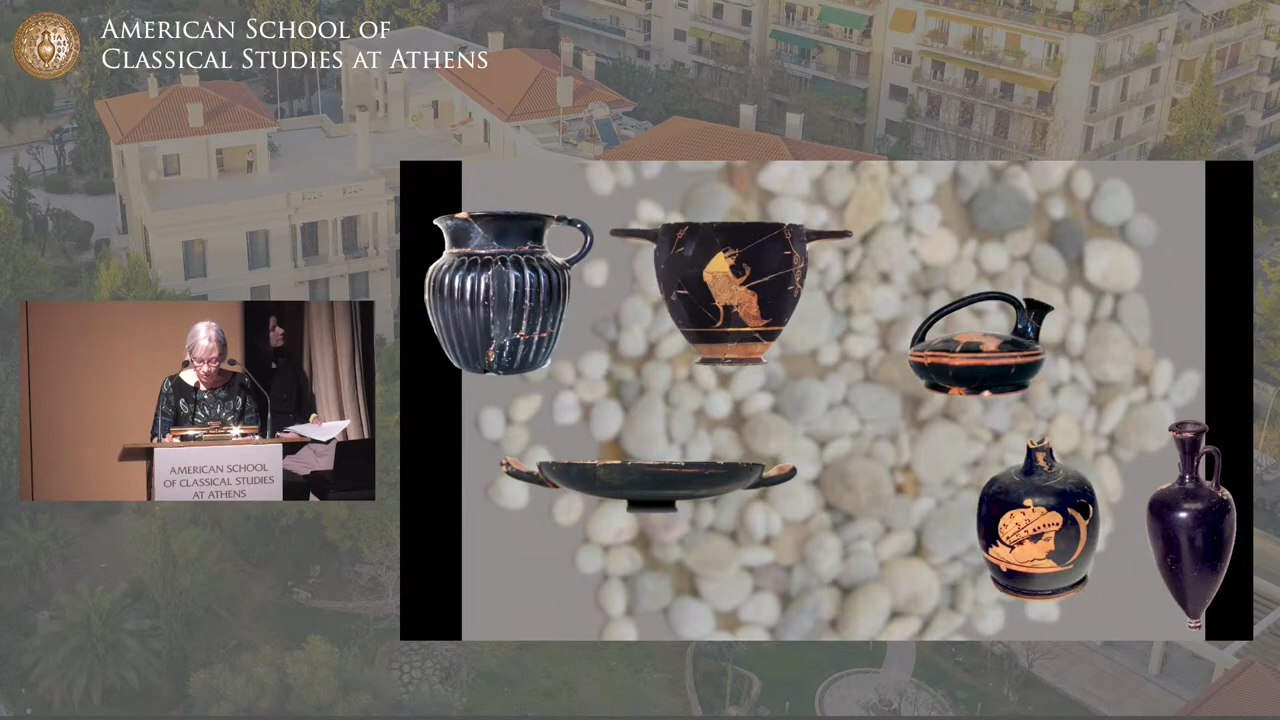 AMERICAN SCHOOL OF
CLASSICAL STUDIES AT ATHENS
AMERICAN SCHOOL
OF CLASSICAL STUDIES
AT ATHENS